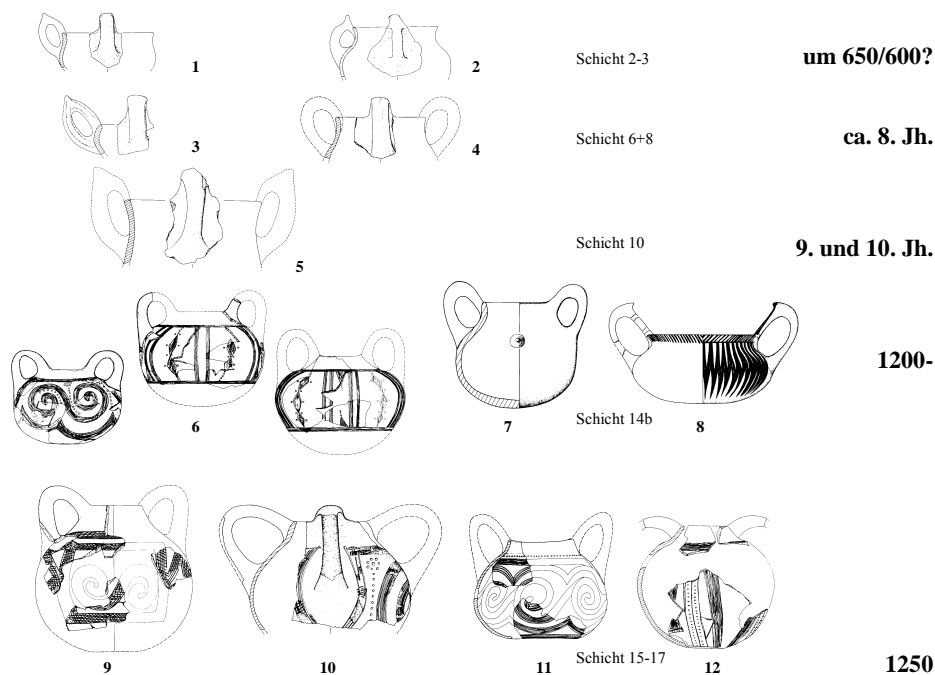 1 2 Schicht 2-3 um 650/600?
3 4 Schicht 6+8 ca. 8. Jh.
5 Schicht 10 9. und 10. Jh.
1200-
6 7 Schicht 14b 8
9 10 11 Schicht 15-17 12 1250